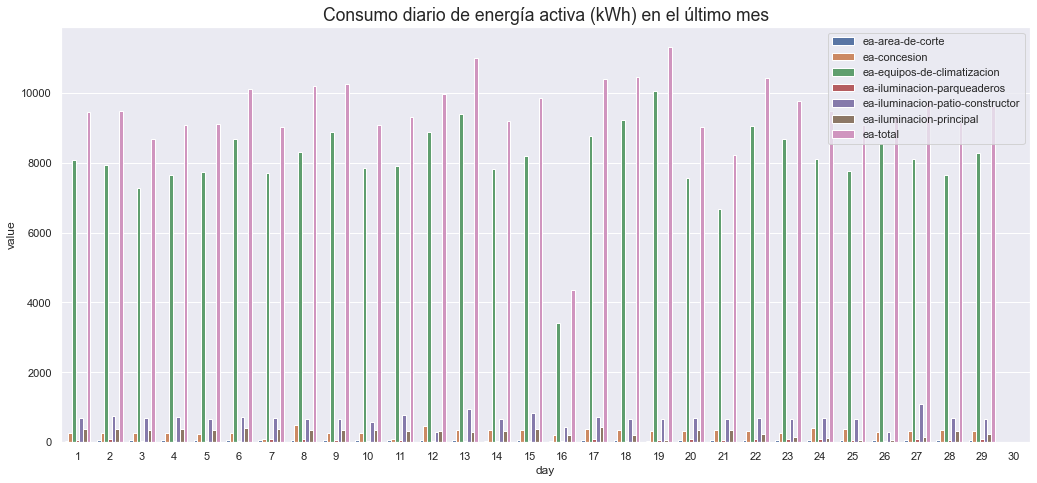 Consumo diario de energía activa (kWh) en el último mes
ea-area-de-corte
ea-concesion
ea-equipos-de-climatizacion
ea-iluminacion-parqueaderos
ea-iluminacion-patio-constructor
ea-iluminacion-principal
ea-total
10000
8000
6000
4000
2000
0
value
1 2 3 4 5 6 7 8 9 10 11 12 13 14 15 16 17 18 19 20 21 22 23 24 25 26 27 28 29 30
day